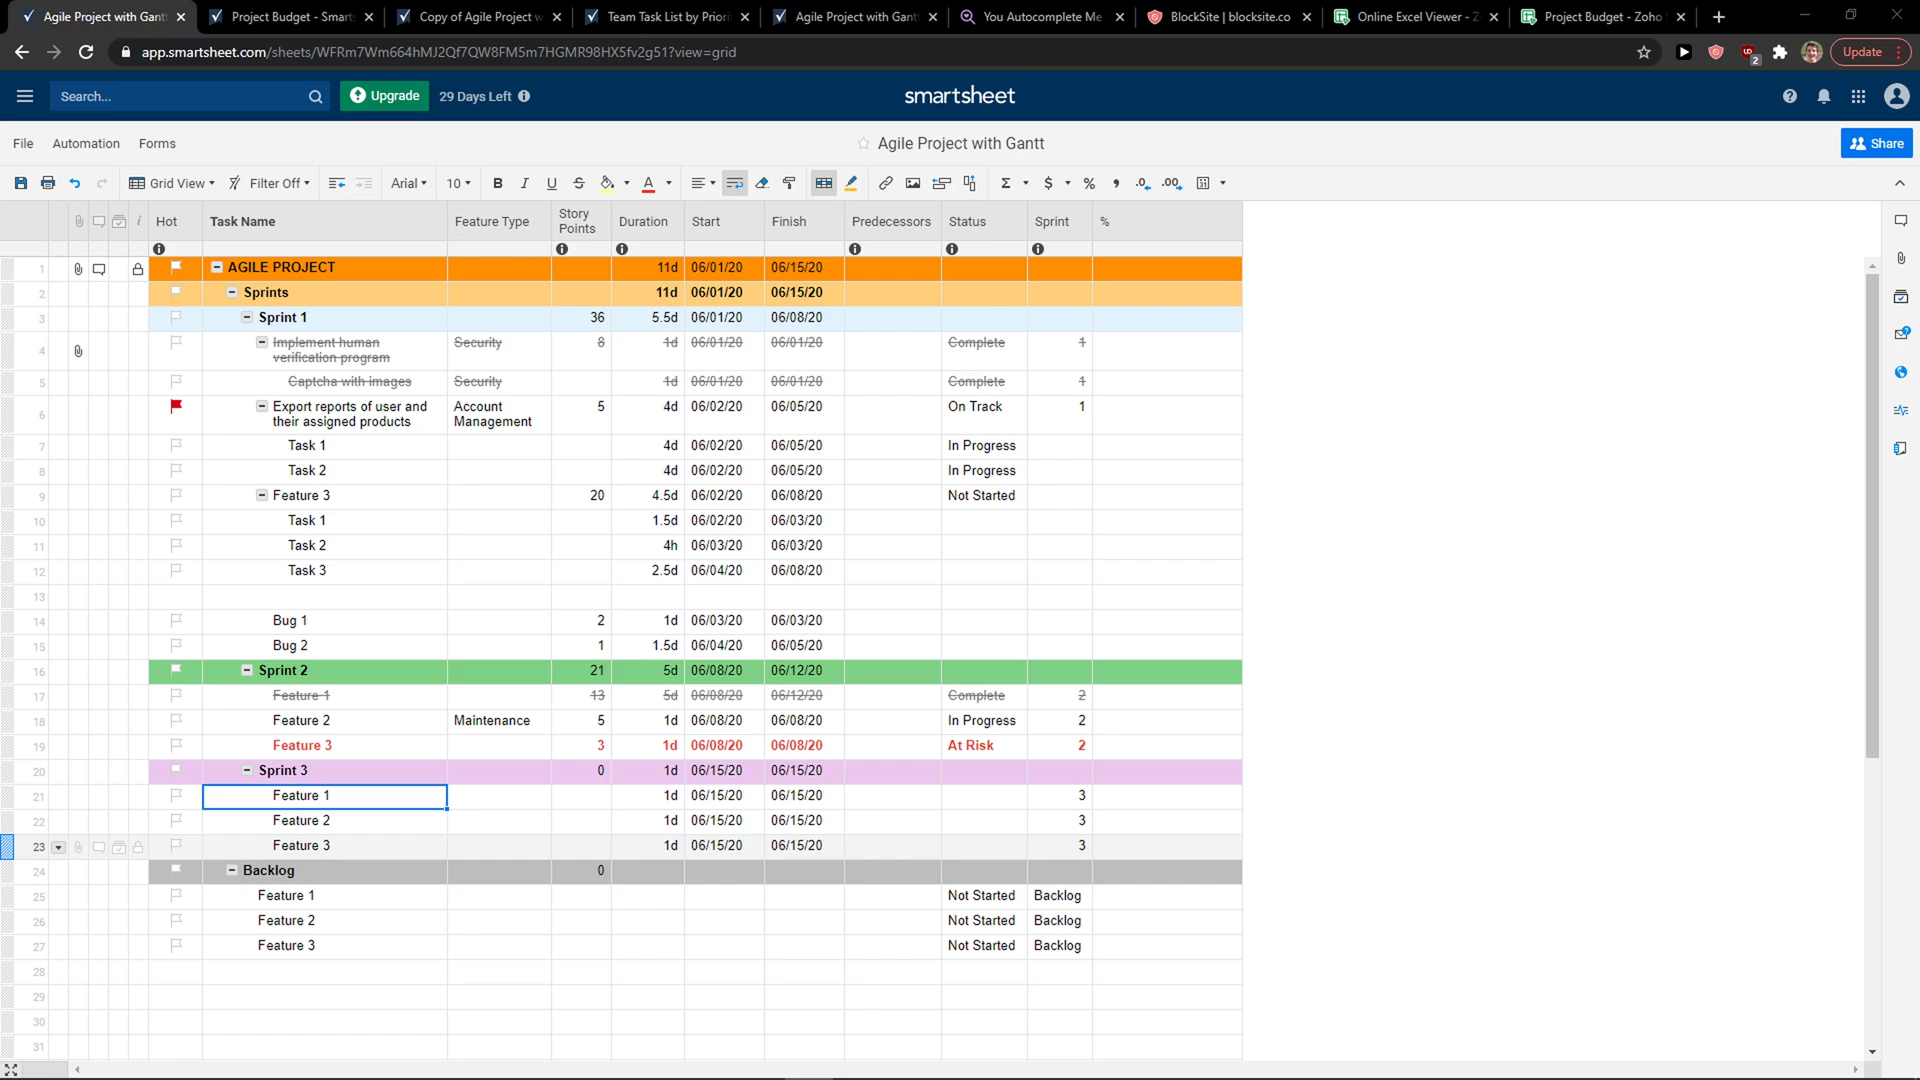 Agile Project with Gantt
Project Budget - Smarts
Copy of Agile Project w
Team Task List by Priori
Agile Project with Gantt
You Autocomplete Me
BlockSite | blocksite.co
Online Excel Viewer - Z
Project Budget - Zoho
app.smartsheet.com/sheets/WFRm7Wm664hMJ2Qf7QW8FM5m7HGMR98HX5fv2g51?view=grid
2
Update
Search...
Upgrade
29 Days Left
smartsheet
File Automation Forms
Agile Project with Gantt
Share
Grid View Filter Off Arial 10 B I U S A Σ $ % , .0 .00
Hot Task Name Feature Type Story Points Duration Start Finish Predecessors Status Sprint %
1 AGILE PROJECT 11d 06/01/20 06/15/20
2 Sprints 11d 06/01/20 06/15/20
3 Sprint 1 36 5.5d 06/01/20 06/08/20
4 Implement human verification program Security 8 1d 06/01/20 06/01/20 Complete 1
5 Captcha with images Security 1d 06/01/20 06/01/20 Complete 1
6 Export reports of user and their assigned products Account Management 5 4d 06/02/20 06/05/20 On Track 1
7 Task 1 4d 06/02/20 06/05/20 In Progress
8 Task 2 4d 06/02/20 06/05/20 In Progress
9 Feature 3 20 4.5d 06/02/20 06/08/20 Not Started
10 Task 1 1.5d 06/02/20 06/03/20
11 Task 2 4h 06/03/20 06/03/20
12 Task 3 2.5d 06/04/20 06/08/20
13
14 Bug 1 2 1d 06/03/20 06/03/20
15 Bug 2 1 1.5d 06/04/20 06/05/20
16 Sprint 2 21 5d 06/08/20 06/12/20
17 Feature 1 13 5d 06/08/20 06/12/20 Complete 2
18 Feature 2 Maintenance 5 1d 06/08/20 06/08/20 In Progress 2
19 Feature 3 3 1d 06/08/20 06/08/20 At Risk 2
20 Sprint 3 0 1d 06/15/20 06/15/20
21 Feature 1 1d 06/15/20 06/15/20 3
22 Feature 2 1d 06/15/20 06/15/20 3
23 Feature 3 1d 06/15/20 06/15/20 3
24 Backlog 0
25 Feature 1 Not Started Backlog
26 Feature 2 Not Started Backlog
27 Feature 3 Not Started Backlog
28
29
30
31